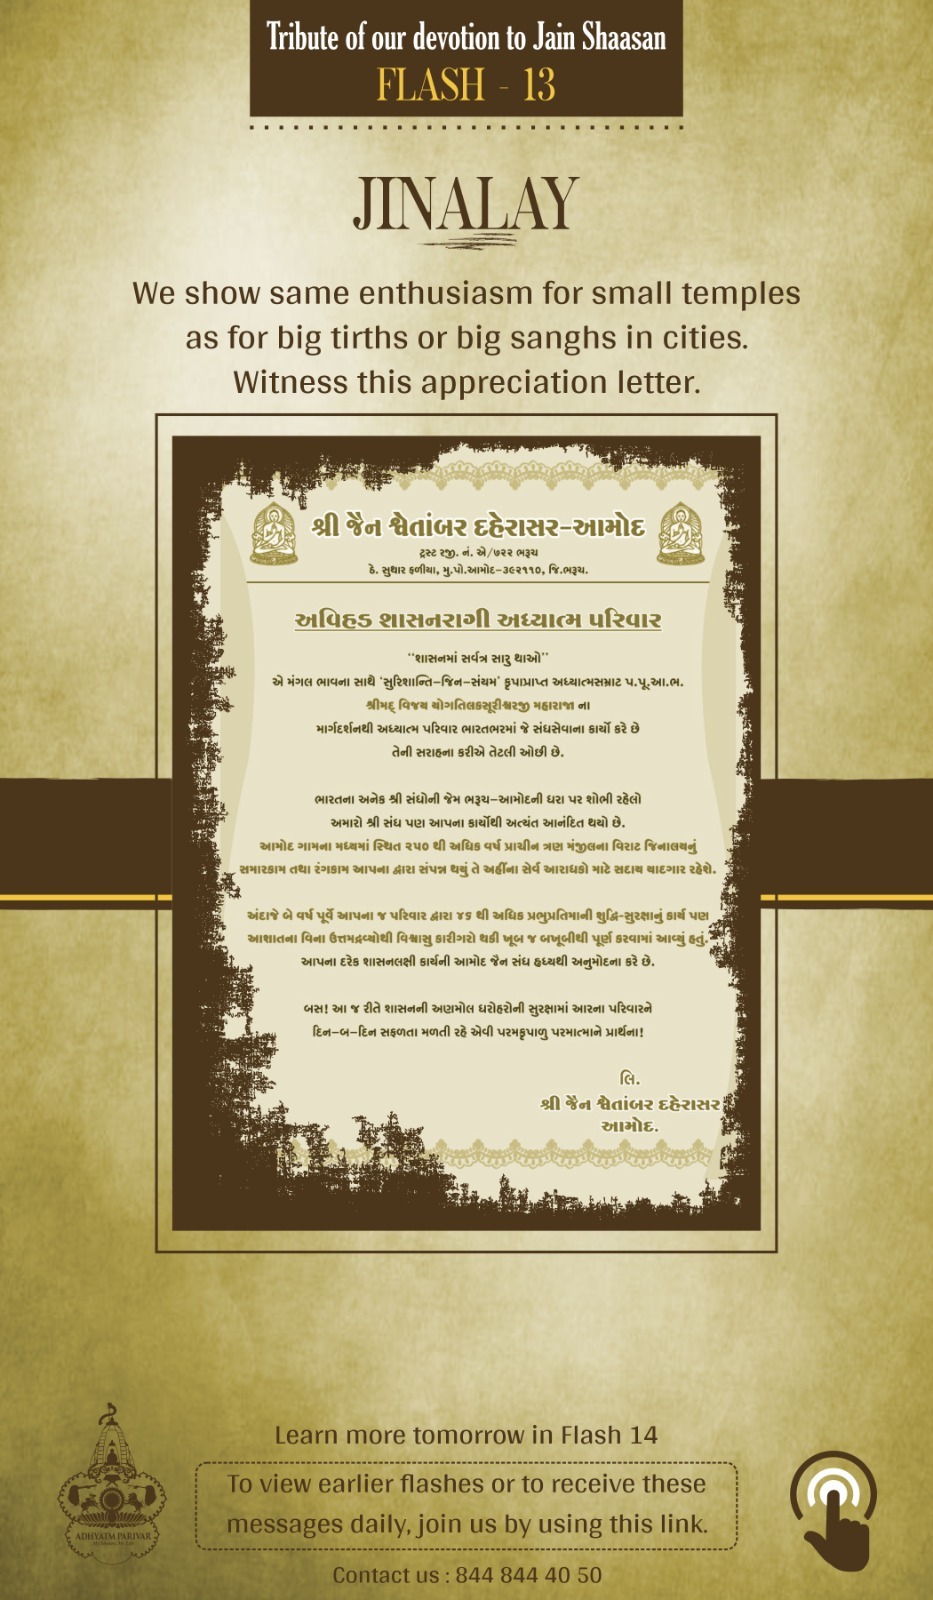 Tribute of our devotion to Jain Shaasan
FLASH - 13
JINALAY
We show same enthusiasm for small temples
as for big tirths or big sanghs in cities.
Witness this appreciation letter.
શ્રી જૈન શ્વેતાંબર દહેરાસર-આમોદ
ટ્રસ્ટ રજી. નં. એ/૭૨૨ ભરૂચ
ઠે. સુથાર ફળીયા, મુ.પો.આમોદ-૩૯૨૧૧૦, જિ.ભરૂચ.
અવિહડ શાસનરાગી અધ્યાત્મ પરિવાર
“શાસનમાં સર્વત્ર સારુ થાઓ”
એ મંગલ ભાવના સાથે ‘સુરિશાન્તિ-જિન-સંયમ’ કૃપાપ્રાપ્ત અધ્યાત્મસમ્રાટ પ.પૂ.આ.ભ.
શ્રીમદ્ વિજય યોગતિલકસૂરીશ્વરજી મહારાજા ના
માર્ગદર્શનથી અધ્યાત્મ પરિવાર ભારતભરમાં જે સંઘસેવાના કાર્યો કરે છે
તેની સરાહના કરીએ તેટલી ઓછી છે.
ભારતના અનેક શ્રી સંઘોની જેમ ભરૂચ-આમોદની ધરા પર શોભી રહેલો
અમારો શ્રી સંઘ પણ આપના કાર્યોથી અત્યંત આનંદિત થયો છે.
આમોદ ગામના મધ્યમાં સ્થિત ૨૫૦ થી અધિક વર્ષ પ્રાચીન ત્રણ મંજીલના વિરાટ જિનાલયનું
સમારકામ તથા રંગકામ આપના દ્વારા સંપન્ન થયું તે અહીંના સેર્વ આરાધકો માટે સદાય યાદગાર રહેશે.
અંદાજે બે વર્ષ પૂર્વે આપના જ પરિવાર દ્વારા ૪૬ થી અધિક પ્રભુપ્રતિમાની શુદ્ધિ-સુરક્ષાનું કાર્ય પણ
આશાતના વિના ઉત્તમદ્રવ્યોથી વિશ્વાસુ કારીગરો થકી ખૂબ જ બખૂબીથી પૂર્ણ કરવામાં આવ્યું હતું.
આપના દરેક શાસનલક્ષી કાર્યની આમોદ જૈન સંઘ હૃદયથી અનુમોદના કરે છે.
બસ! આ જ રીતે શાસનની અણમોલ ધરોહરોની સુરક્ષામાં આરના પરિવારને
દિન-બ-દિન સફળતા મળતી રહે એવી પરમકૃપાળુ પરમાત્માને પ્રાર્થના!
લિ.
શ્રી જૈન શ્વેતાંબર દહેરાસર
આમોદ.
Learn more tomorrow in Flash 14
To view earlier flashes or to receive these
messages daily, join us by using this link.
ADHYATM PARIVAR
Contact us : 844 844 40 50